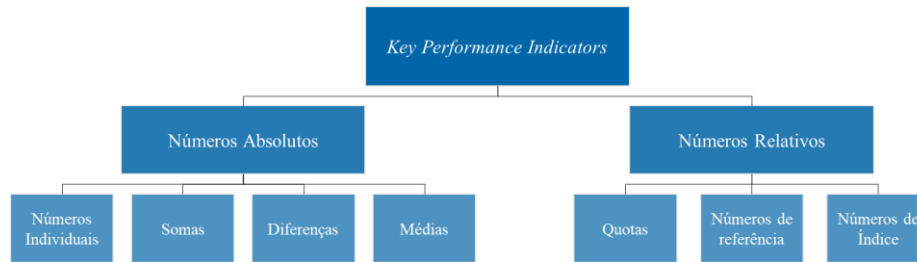 Key Performance Indicators
Números Absolutos
Números Relativos
Números
Individuais
Somas
Diferenças
Médias
Quotas
Números de
referência
Números de
Índice